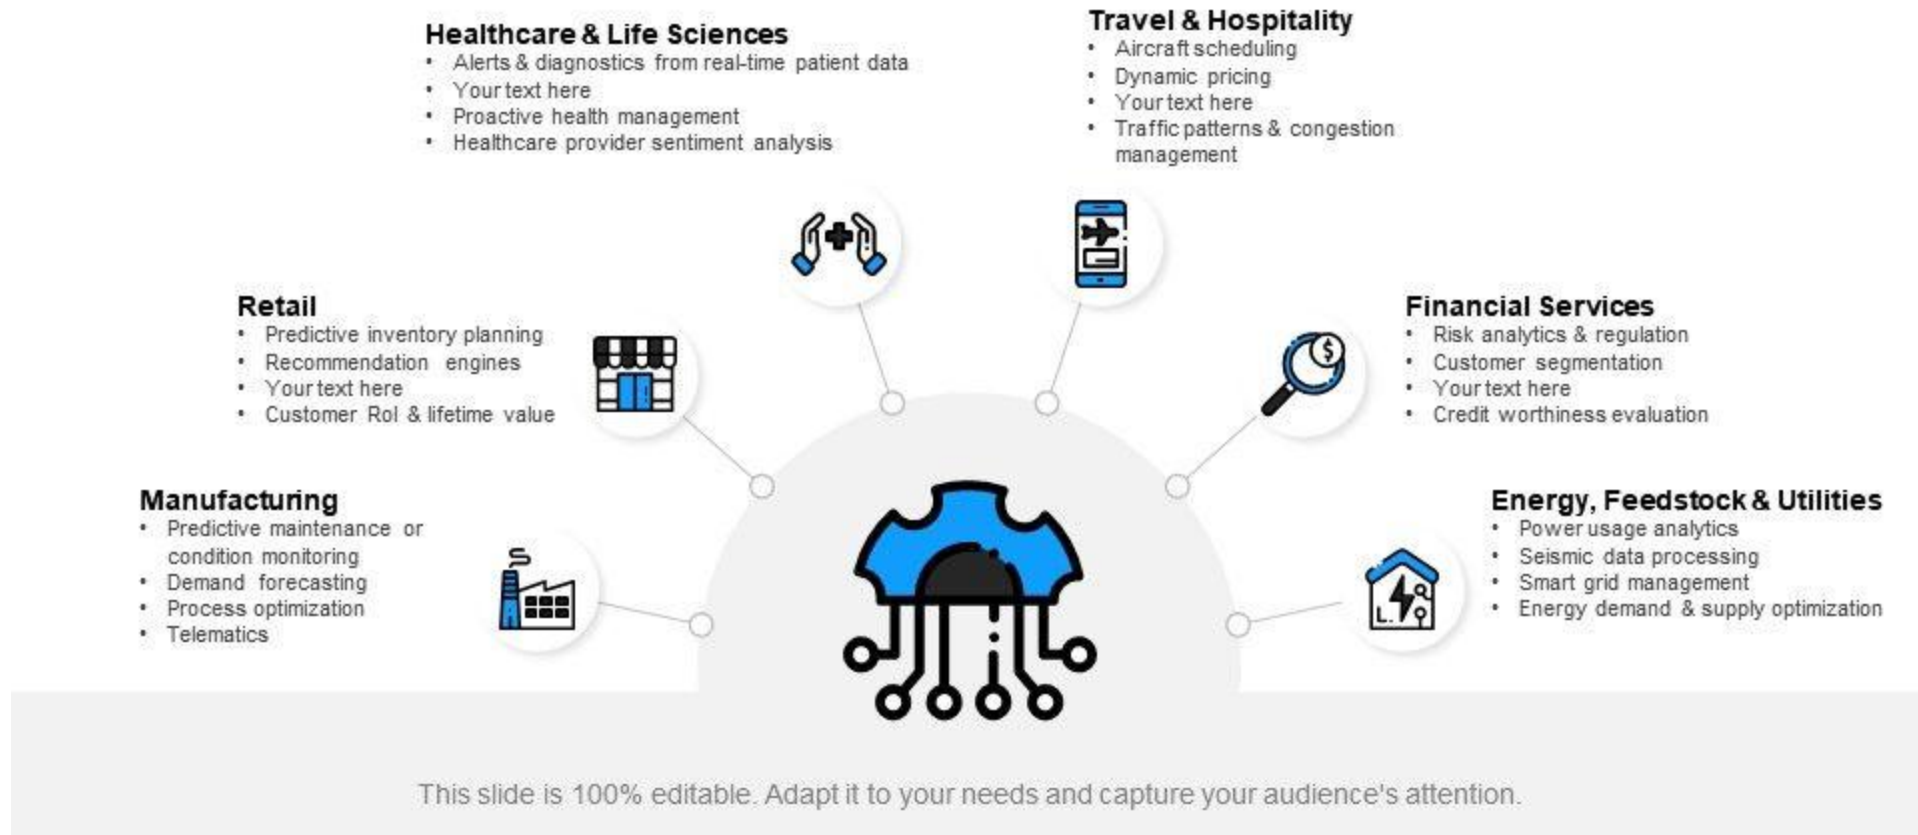 Healthcare & Life Sciences
• Alerts & diagnostics from real-time patient data
• Your text here
• Proactive health management
• Healthcare provider sentiment analysis
Travel & Hospitality
• Aircraft scheduling
• Dynamic pricing
• Your text here
• Traffic patterns & congestion
management
Retail
• Predictive inventory planning
• Recommendation engines
• Your text here
• Customer RoI & lifetime value
Financial Services
• Risk analytics & regulation
• Customer segmentation
• Your text here
• Credit worthiness evaluation
Manufacturing
• Predictive maintenance or
condition monitoring
• Demand forecasting
• Process optimization
• Telematics
Energy, Feedstock & Utilities
• Power usage analytics
• Seismic data processing
• Smart grid management
• Energy demand & supply optimization
$
This slide is 100% editable. Adapt it to your needs and capture your audience's attention.